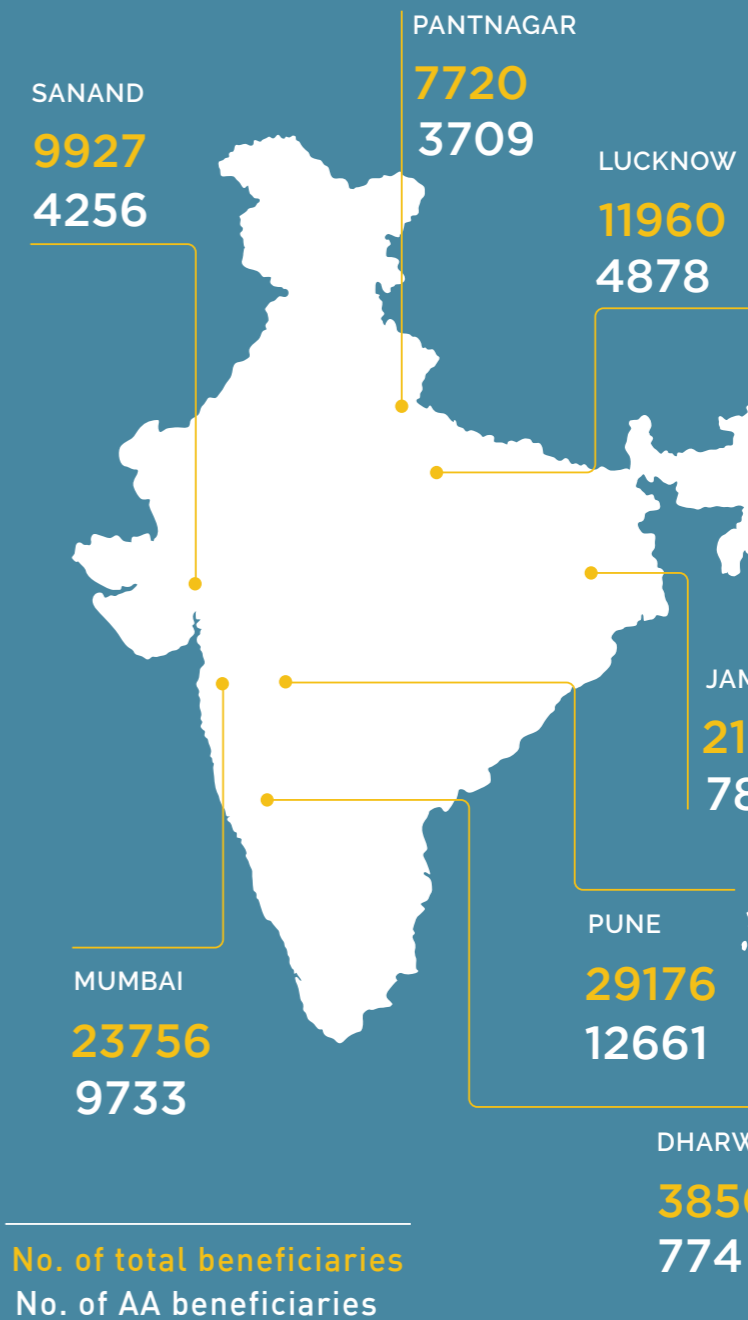 PANTNAGAR
7720
3709
SANAND
9927
4256
LUCKNOW
11960
4878
PUNE
29176
12661
MUMBAI
23756
9733
774
No. of total beneficiaries
No. of AA beneficiaries